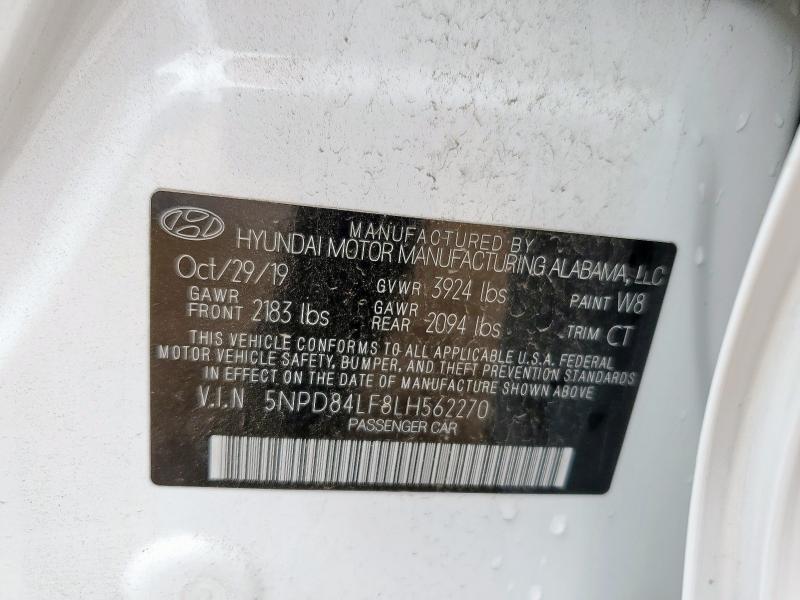 MANUFACTURED BY
HYUNDAI MOTOR MANUFACTURING ALABAMA, LLC
Oct/29/19 GVWR 3924 lbs PAINT W8
GAWR FRONT 2183 lbs GAWR REAR 2094 lbs TRIM CT
THIS VEHICLE CONFORMS TO ALL APPLICABLE U.S.A. FEDERAL
MOTOR VEHICLE SAFETY, BUMPER, AND THEFT PREVENTION STANDARDS
IN EFFECT ON THE DATE OF MANUFACTURE SHOWN ABOVE
V.I.N 5NPD84LF8LH562270
PASSENGER CAR